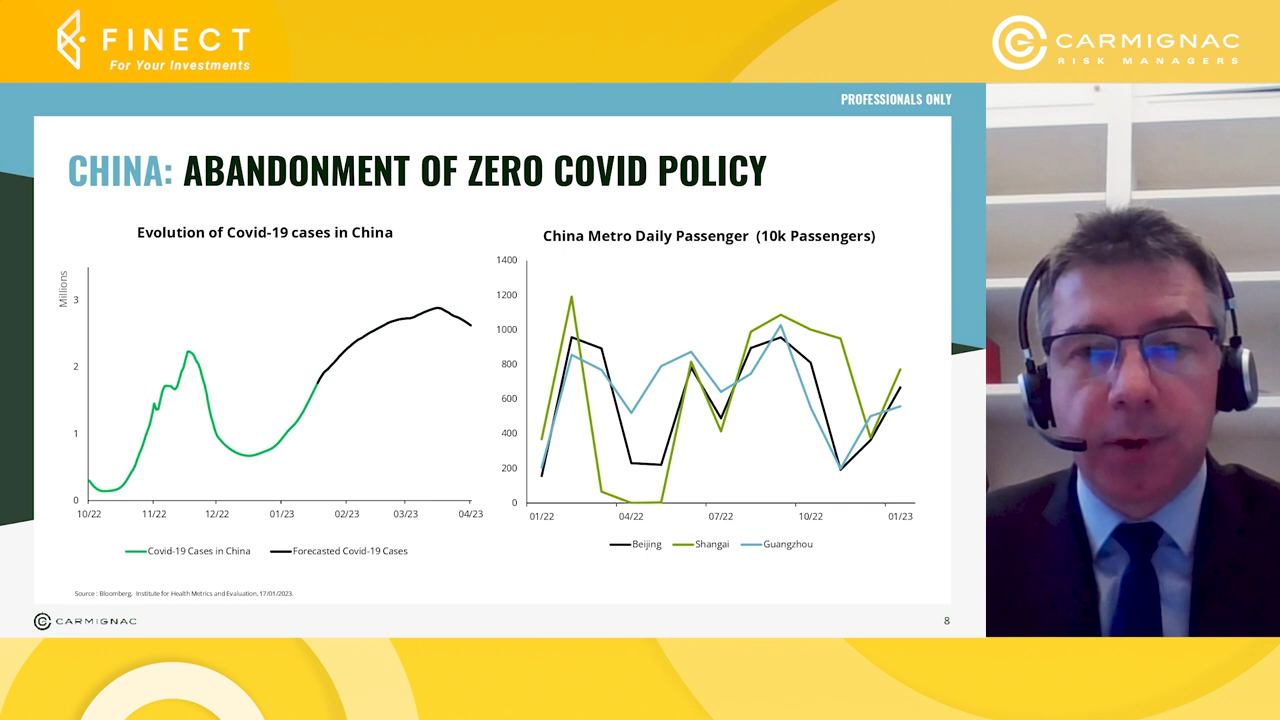 FINECT
For Your Investments
CARMIGNAC
RISK MANAGERS
PROFESSIONALS ONLY
CHINA: ABANDONMENT OF ZERO COVID POLICY
Evolution of Covid-19 cases in China
Millions
3
2
1
0
10/22 11/22 12/22 01/23 02/23 03/23 04/23
Covid-19 Cases in China Forecasted Covid-19 Cases
China Metro Daily Passenger (10k Passengers)
1400
1200
1000
800
600
400
200
0
01/22 04/22 07/22 10/22 01/23
Beijing Shangai Guangzhou
Source : Bloomberg, Institute for Health Metrics and Evaluation, 17/01/2023.
CARMIGNAC
8